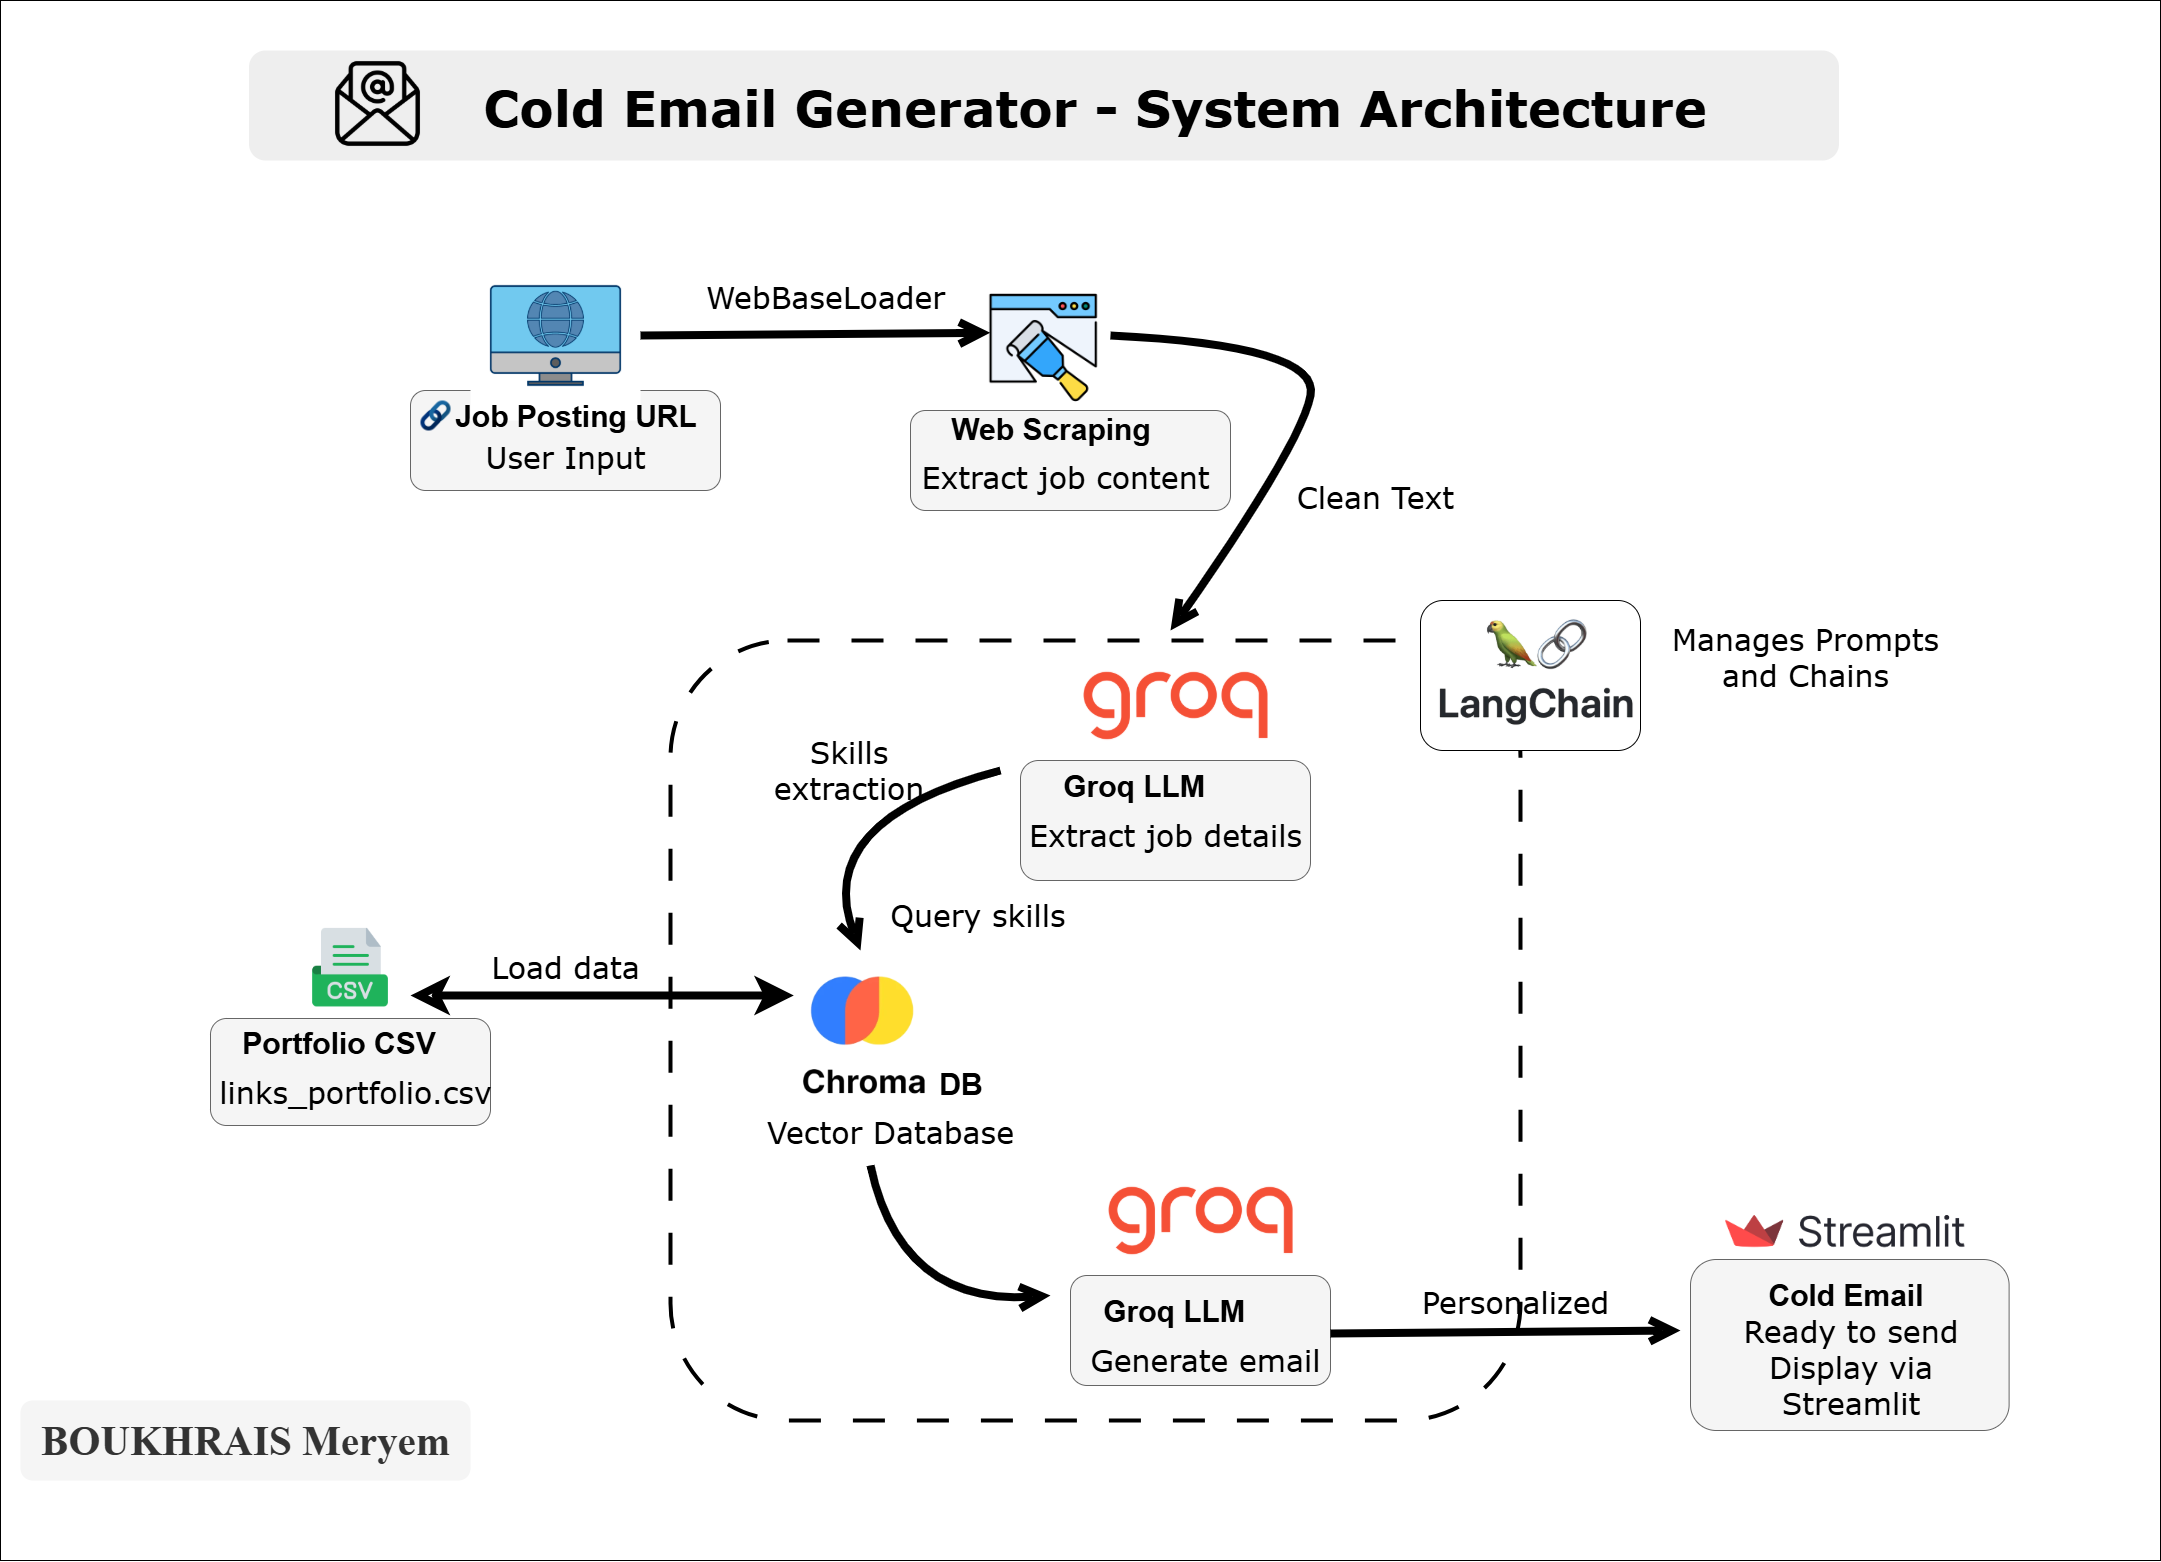 @
Cold Email Generator - System Architecture
WebBaseLoader
Job Posting URL
User Input
Web Scraping
Extract job content
Clean Text
LangChain
Manages Prompts
and Chains
groq
Skills
extraction
Groq LLM
Extract job details
Query skills
CSV
Load data
Portfolio CSV
links_portfolio.csv
Chroma DB
Vector Database
groq
Groq LLM
Generate email
Personalized
Streamlit
Cold Email
Ready to send
Display via
Streamlit
BOUKHRAIS Meryem